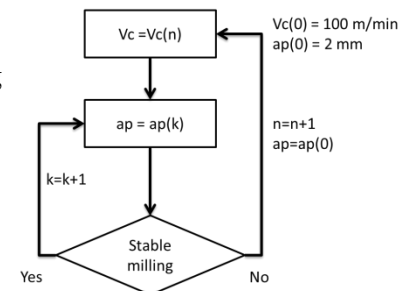 Vc =Vc(n)
Vc(0) = 100 m/min
ap(0) = 2 mm
ap = ap(k)
n=n+1
ap=ap(0)
k=k+1
Stable
milling
Yes
No